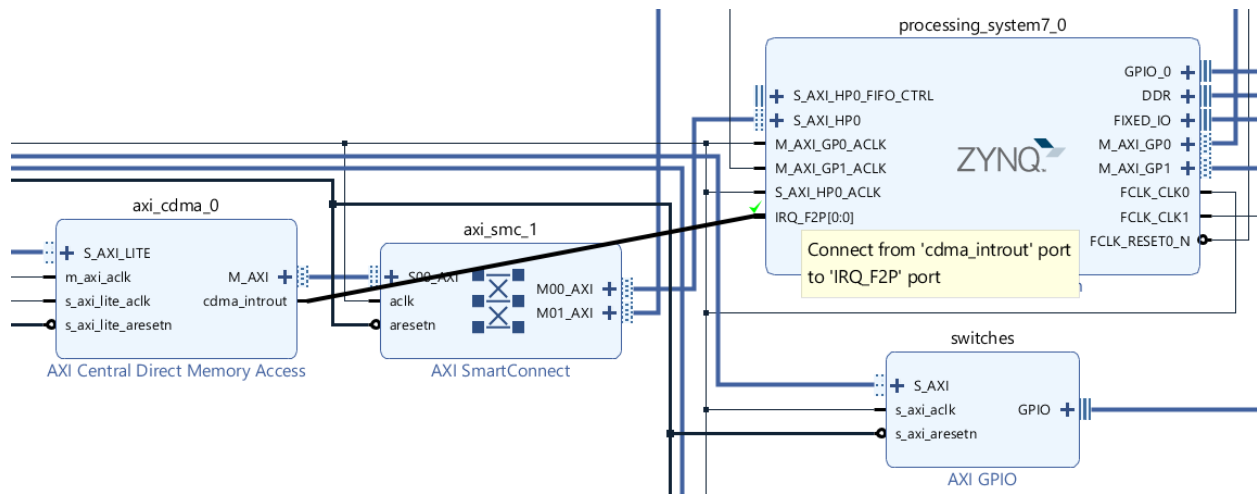 processing_system7_0
GPIO_0
S_AXI_HP0_FIFO_CTRL
DDR
S_AXI_HP0
FIXED_IO
M_AXI_GP0_ACLK
M_AXI_GP0
M_AXI_GP1_ACLK
ZYNQ
M_AXI_GP1
S_AXI_HP0_ACLK
FCLK_CLK0
IRQ_F2P[0:0]
FCLK_CLK1
FCLK_RESET0_N
Connect from 'cdma_introut' port
to 'IRQ_F2P' port
axi_cdma_0
S_AXI_LITE
m_axi_aclk
M_AXI
s_axi_lite_aclk
cdma_introut
s_axi_lite_aresetn
AXI Central Direct Memory Access
axi_smc_1
S00_AXI
M00_AXI
aclk
M01_AXI
aresetn
AXI SmartConnect
switches
S_AXI
s_axi_aclk
GPIO
s_axi_aresetn
AXI GPIO